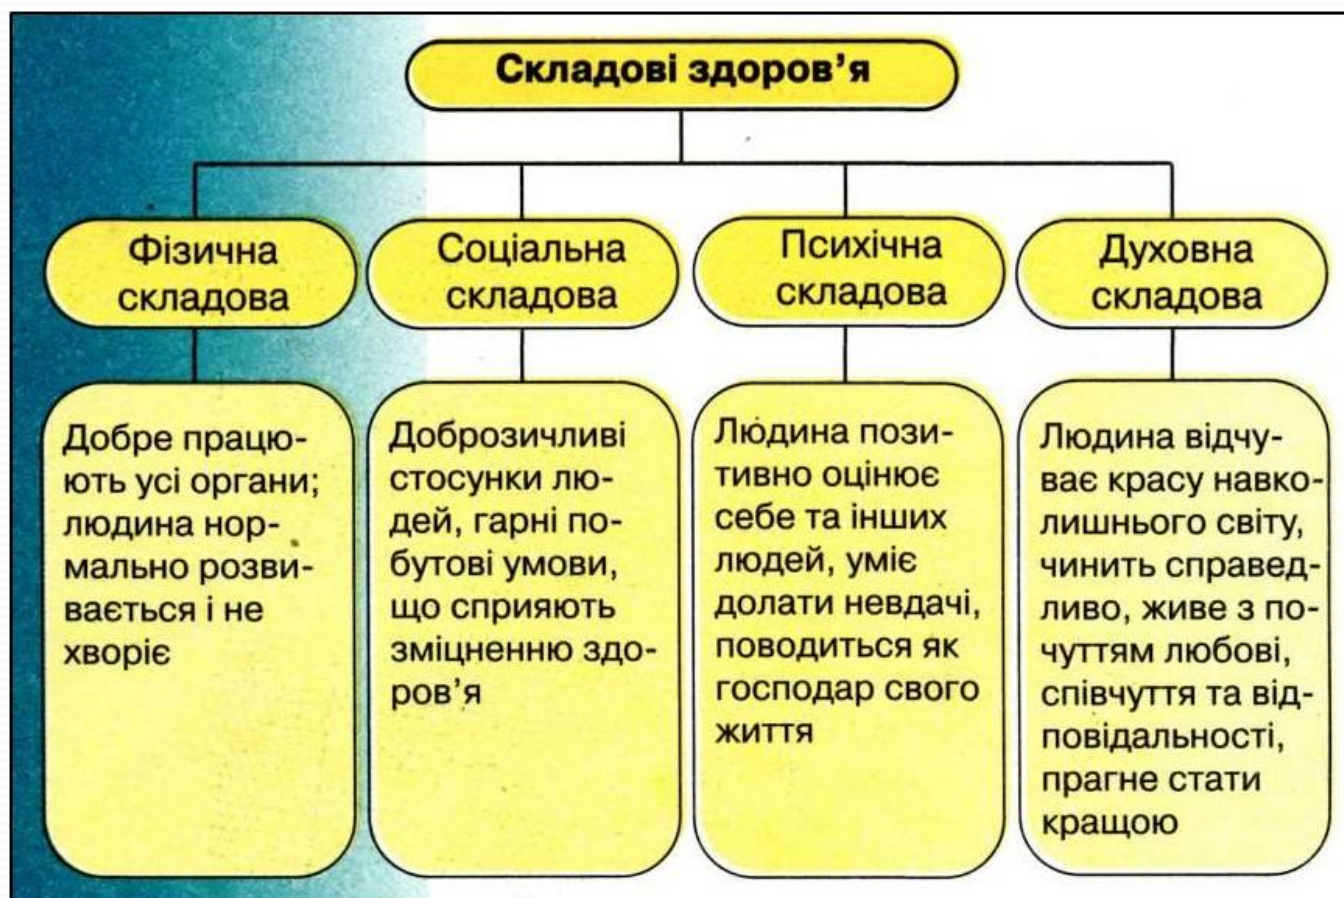 Складові здоров’я
Фізична
складова
Соціальна
складова
Психічна
складова
Духовна
складова
Добре працю-
ють усі органи;
людина нор-
мально розви-
вається і не
хворіє
Доброзичливі
стосунки лю-
дей, гарні по-
бутові умови,
що сприяють
зміцненню здо-
ров’я
Людина пози-
тивно оцінює
себе та інших
людей, уміє
долати невдачі,
поводиться як
господар свого
життя
Людина відчу-
ває красу навко-
лишнього світу,
чинить справед-
ливо, живе з по-
чуттям любові,
співчуття та від-
повідальності,
прагне стати
кращою